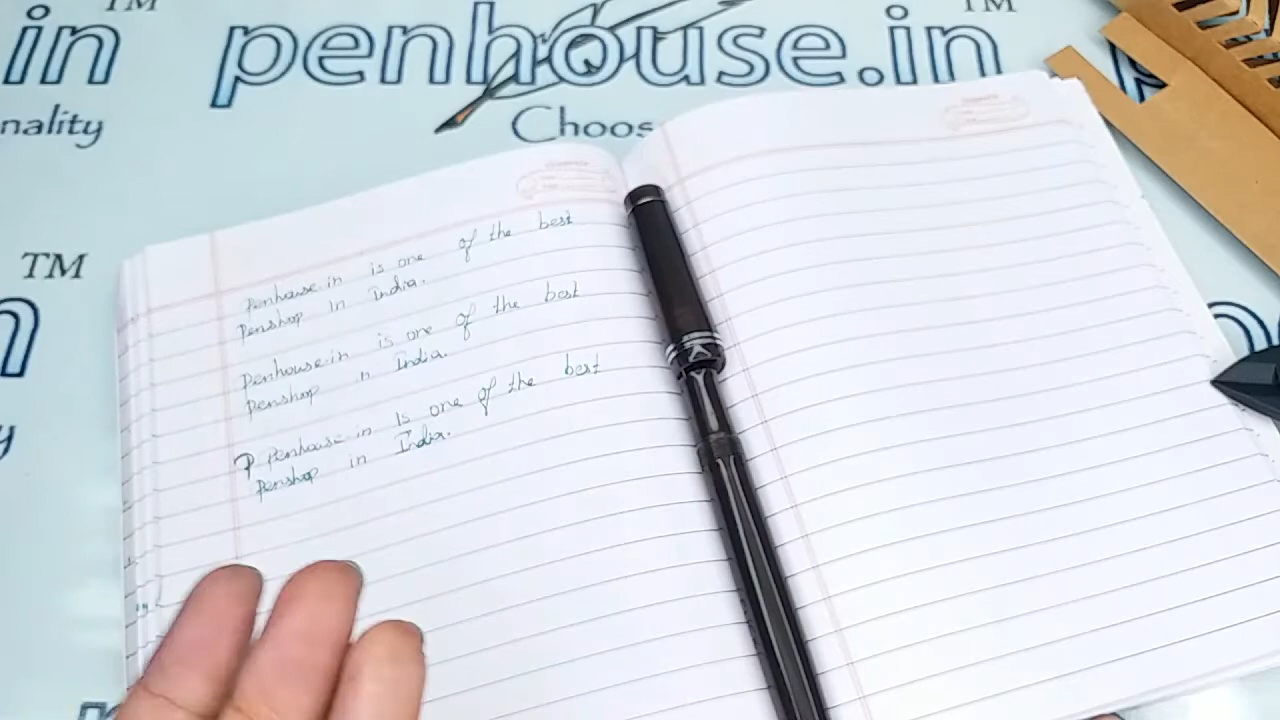 TM
TM
in penhouse.in
nality
Choos
TM
Penhouse in is one of the best
Penshop in India.
Penhouse.in is one of the best
Penshop in India.
P Penhouse in Is one of the best
Penshop in India.